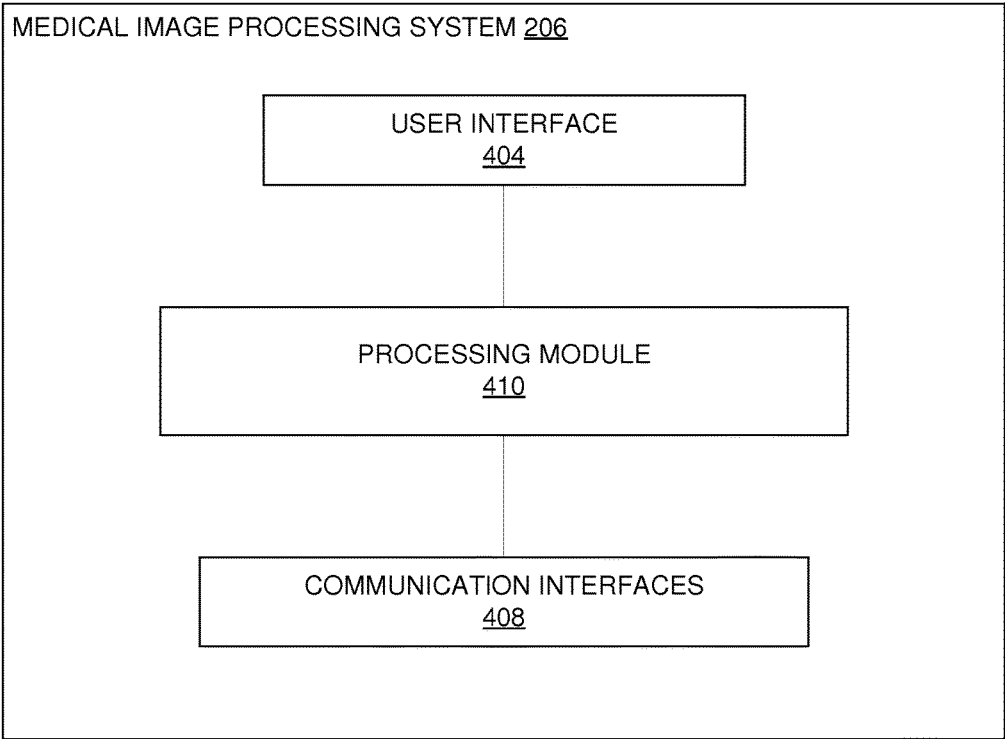 MEDICAL IMAGE PROCESSING SYSTEM 206
USER INTERFACE
404
PROCESSING MODULE
410
COMMUNICATION INTERFACES
408